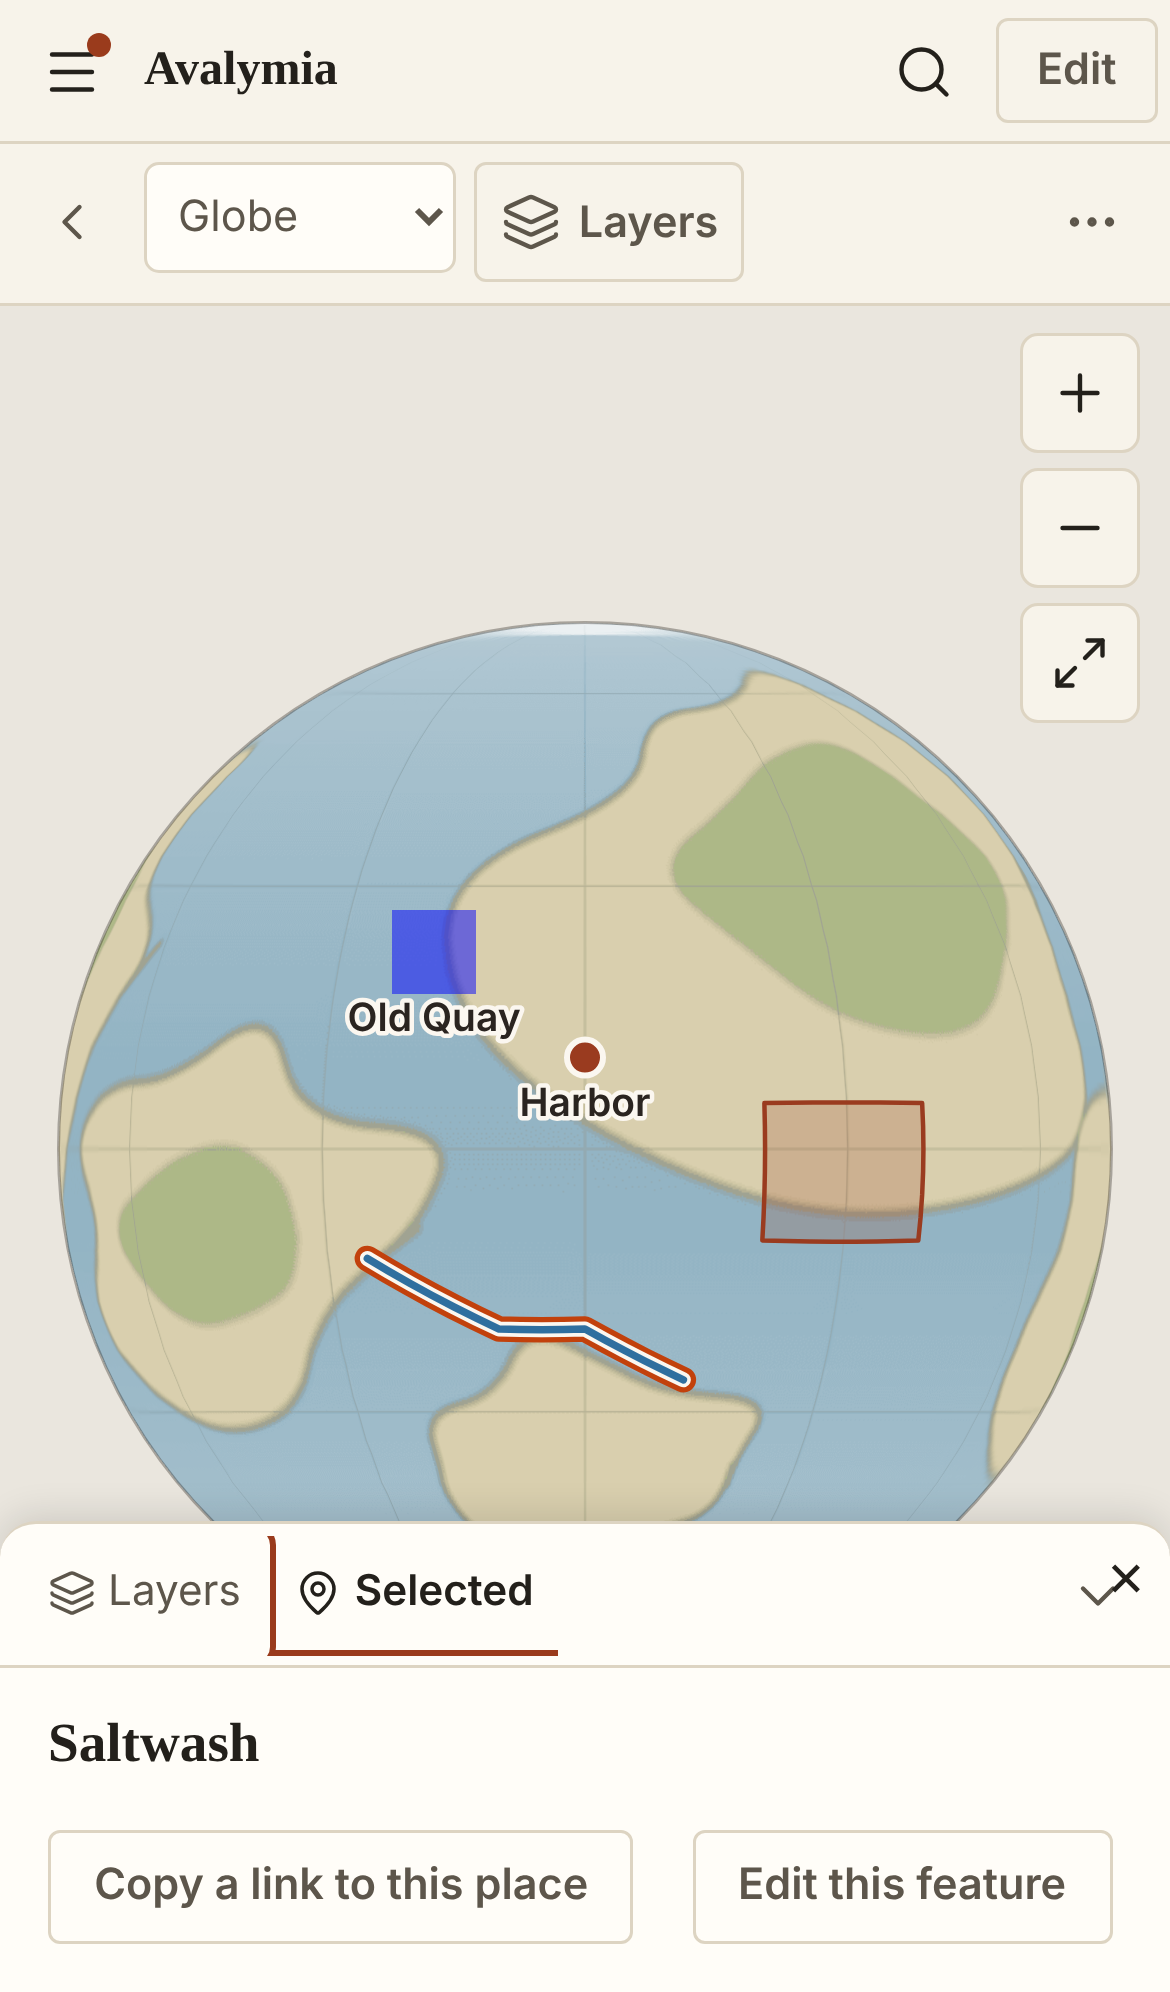 Avalymia
Edit
Globe
Layers
Old Quay
Harbor
Layers
Selected
Saltwash
Copy a link to this place
Edit this feature